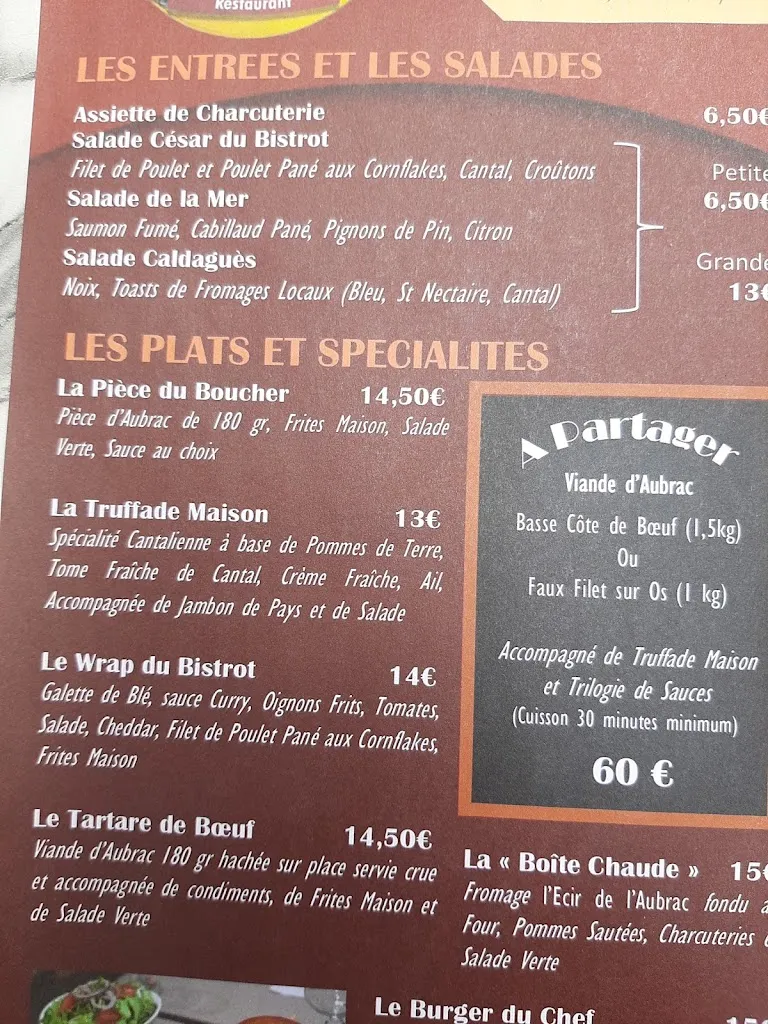 Restaurant
LES ENTREES ET LES SALADES
Assiette de Charcuterie 6,50€
Salade César du Bistrot
Filet de Poulet et Poulet Pané aux Cornflakes, Cantal, Croûtons
Petite
Salade de la Mer
6,50€
Saumon Fumé, Cabillaud Pané, Pignons de Pin, Citron
Salade Caldaguès
Grande
Noix, Toasts de Fromages Locaux (Bleu, St Nectaire, Cantal)
13€
LES PLATS ET SPECIALITES
La Pièce du Boucher 14,50€
Pièce d'Aubrac de 180 gr, Frites Maison, Salade
Verte, Sauce au choix
La Truffade Maison 13€
Spécialité Cantalienne à base de Pommes de Terre,
Tome Fraîche de Cantal, Crème Fraîche, Ail,
Accompagnée de Jambon de Pays et de Salade
Le Wrap du Bistrot 14€
Galette de Blé, sauce Curry, Oignons Frits, Tomates,
Salade, Cheddar, Filet de Poulet Pané aux Cornflakes,
Frites Maison
Le Tartare de Bœuf 14,50€
Viande d'Aubrac 180 gr hachée sur place servie crue
et accompagnée de condiments, de Frites Maison et
de Salade Verte
A Partager
Viande d'Aubrac
Basse Côte de Bœuf (1,5kg)
Ou
Faux Filet sur Os (1 kg)
Accompagné de Truffade Maison
et Trilogie de Sauces
(Cuisson 30 minutes minimum)
60 €
La « Boîte Chaude » 15€
Fromage l'Ecir de l'Aubrac fondu a
Four, Pommes Sautées, Charcuteries
Salade Verte
Le Burger du Chef